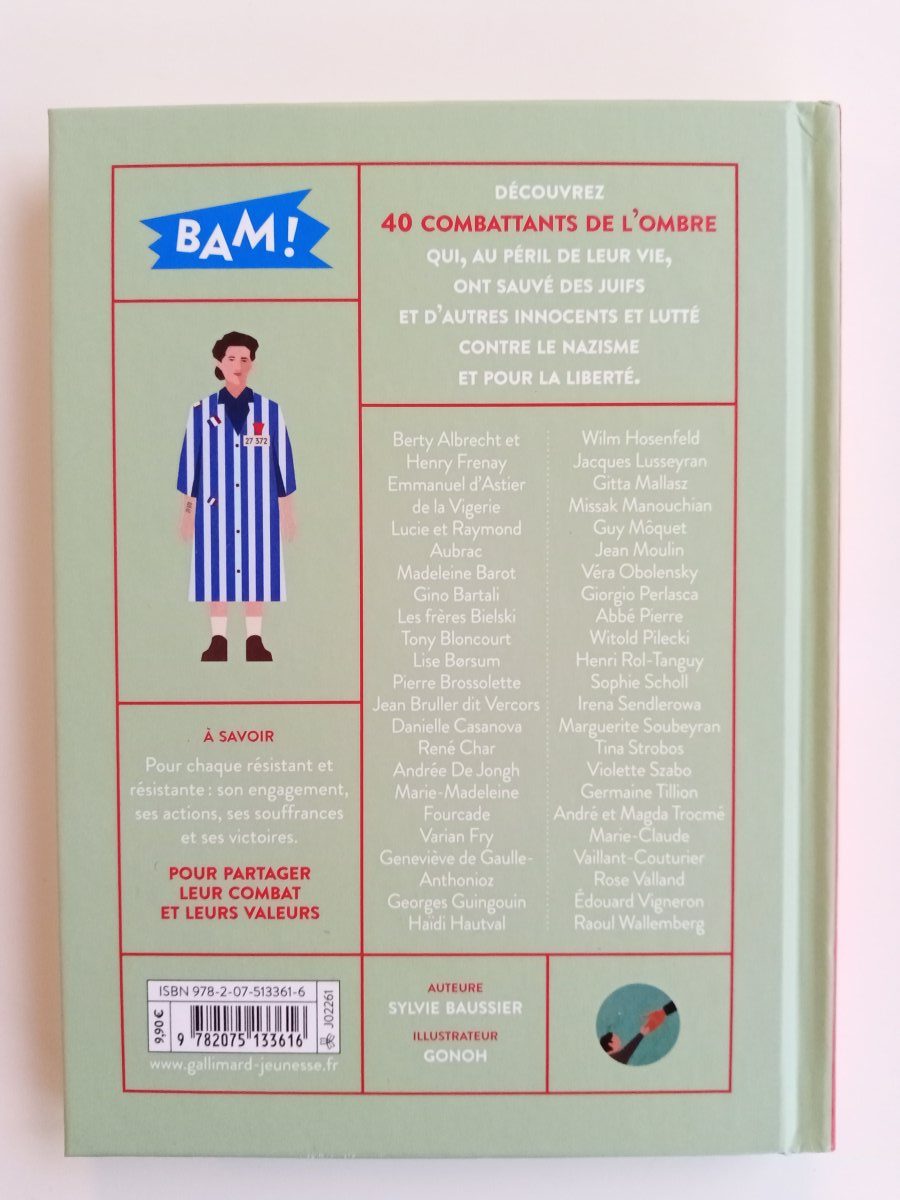 BAM!
DÉCOUVREZ
40 COMBATTANTS DE L'OMBRE
QUI, AU PÉRIL DE LEUR VIE,
ONT SAUVÉ DES JUIFS
ET D'AUTRES INNOCENTS ET LUTTÉ
CONTRE LE NAZISME
ET POUR LA LIBERTÉ.
27 372
À SAVOIR
Pour chaque résistant et
résistante : son engagement,
ses actions, ses souffrances
et ses victoires.
POUR PARTAGER
LEUR COMBAT
ET LEURS VALEURS
Berty Albrecht et
Henry Frenay
Emmanuel d'Astier
de la Vigerie
Lucie et Raymond
Aubrac
Madeleine Barot
Gino Bartali
Les frères Bielski
Tony Bloncourt
Lise Børsum
Pierre Brossolette
Jean Bruller dit Vercors
Danielle Casanova
René Char
Andrée De Jongh
Marie-Madeleine
Fourcade
Varian Fry
Geneviève de Gaulle-
Anthonioz
Georges Guingouin
Haïdi Hautval
Wilm Hosenfeld
Jacques Lusseyran
Gitta Mallasz
Missak Manouchian
Guy Môquet
Jean Moulin
Véra Obolensky
Giorgio Perlasca
Abbé Pierre
Witold Pilecki
Henri Rol-Tanguy
Sophie Scholl
Irena Sendlerowa
Marguerite Soubeyran
Tina Strobos
Violette Szabo
Germaine Tillion
André et Magda Trocmé
Marie-Claude
Vaillant-Couturier
Rose Valland
Édouard Vigneron
Raoul Wallemberg
ISBN 978-2-07-513361-6
9,90 €
9 782075 133616
J02261
www.gallimard-jeunesse.fr
AUTEURE
SYLVIE BAUSSIER
ILLUSTRATEUR
GONOH